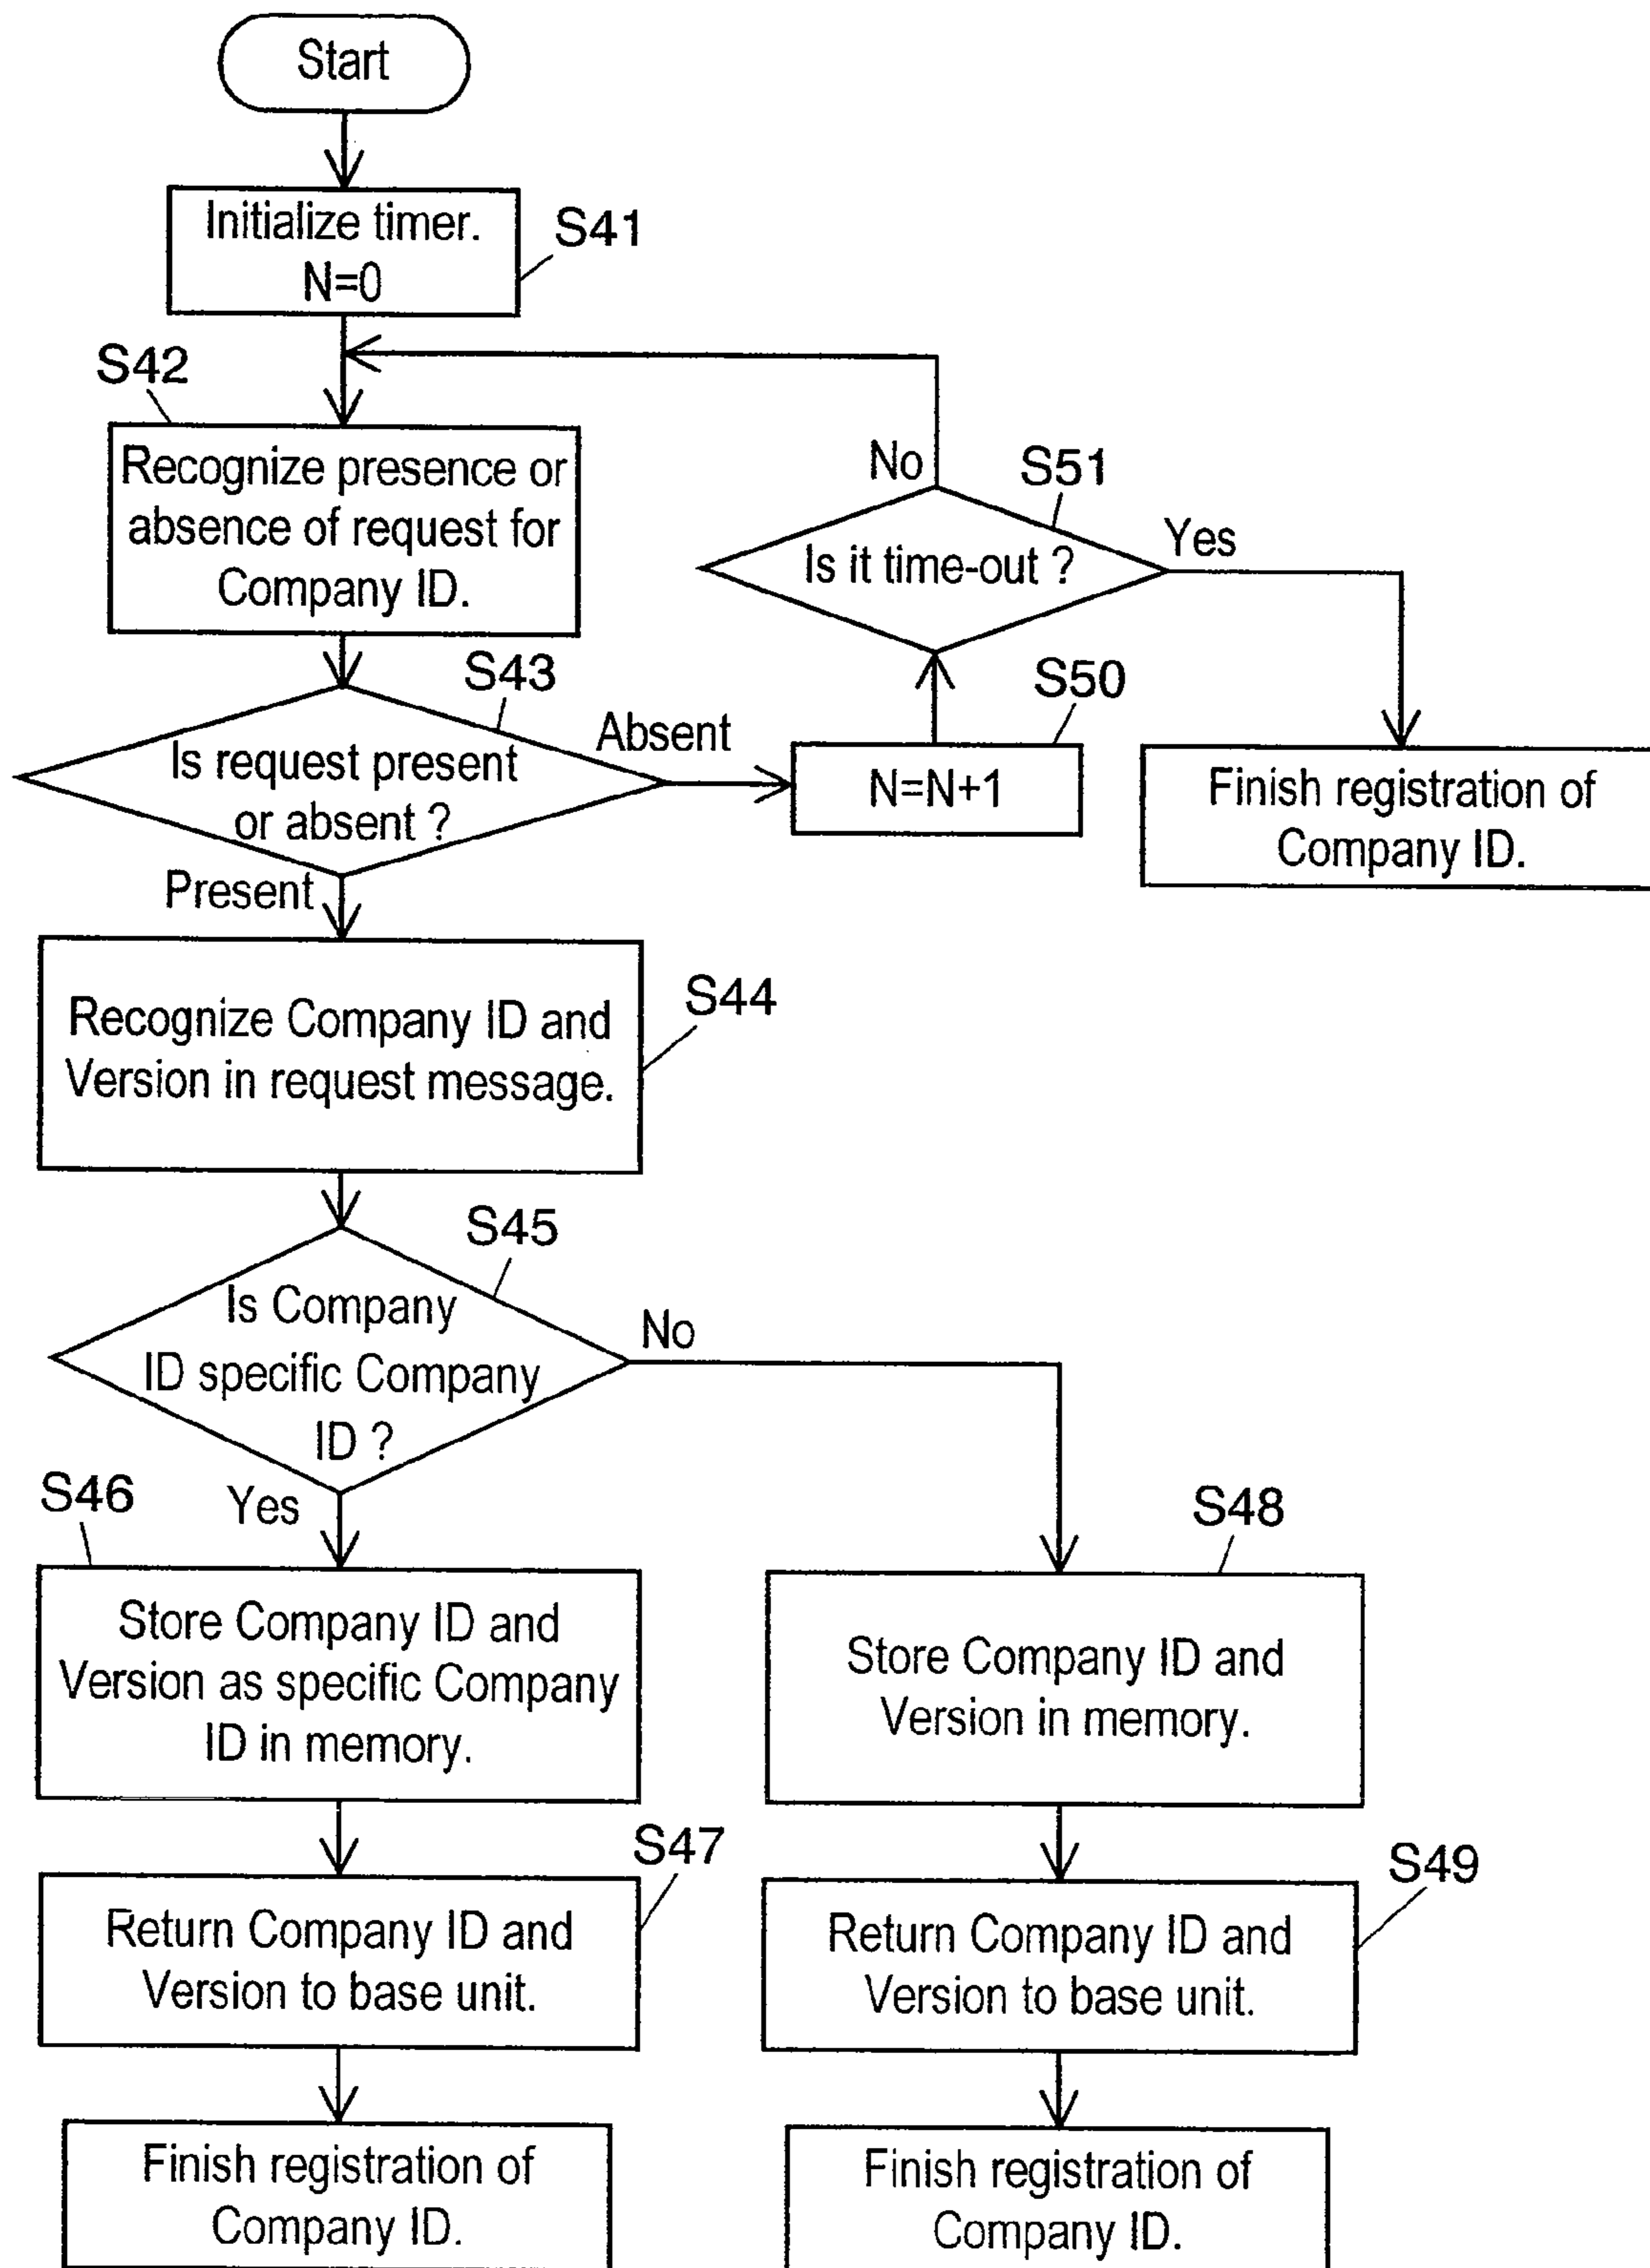 Start
Initialize timer.
N=0
S41
S42
Recognize presence or
absence of request for
Company ID.
No
S51
Is it time-out ?
Yes
S43
Is request present
or absent ?
Absent
S50
N=N+1
Finish registration of
Company ID.
Present
Recognize Company ID and
Version in request message.
S44
S45
Is Company
ID specific Company
ID ?
No
Yes
S46
Store Company ID and
Version as specific Company
ID in memory.
S48
Store Company ID and
Version in memory.
S47
Return Company ID and
Version to base unit.
S49
Return Company ID and
Version to base unit.
Finish registration of
Company ID.
Finish registration of
Company ID.